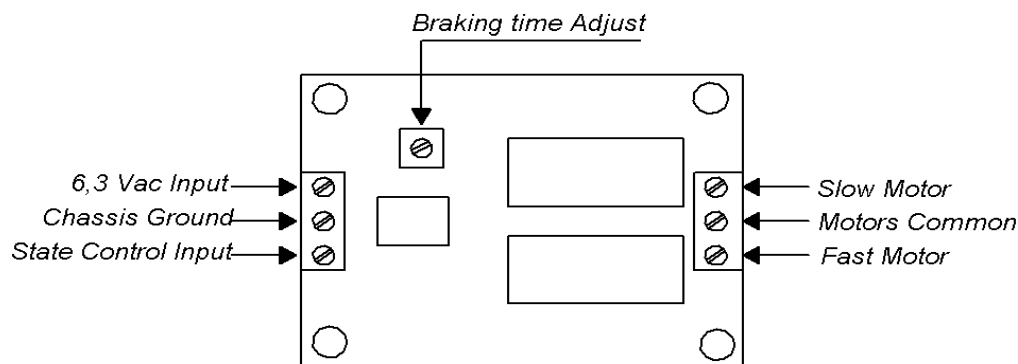 Braking time Adjust
6,3 Vac Input
Chassis Ground
State Control Input
Slow Motor
Motors Common
Fast Motor